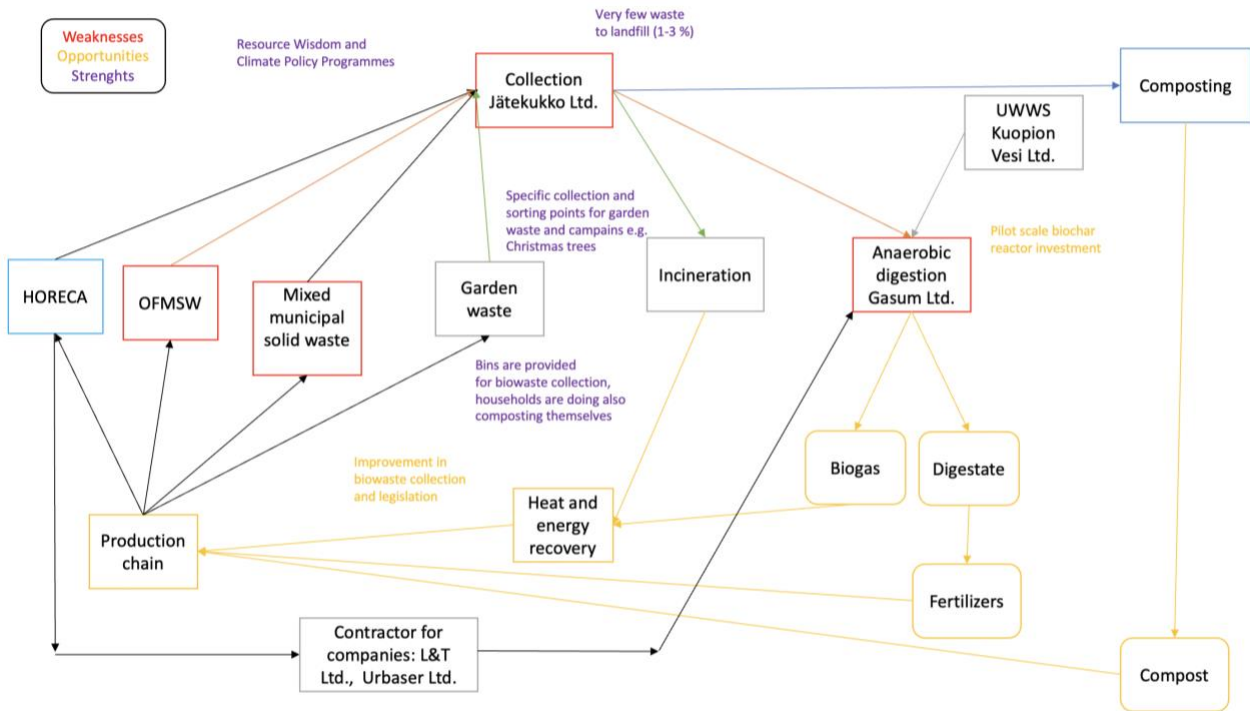 Weaknesses
Opportunities
Strenghts
Resource Wisdom and
Climate Policy Programmes
Very few waste
to landfill (1-3 %)
Collection
Jätekukko Ltd.
Composting
UWWS
Kuopion
Vesi Ltd.
Specific collection and
sorting points for garden
waste and campains e.g.
Christmas trees
Pilot scale biochar
reactor investment
HORECA
OFMSW
Mixed
municipal
solid waste
Garden
waste
Incineration
Anaerobic
digestion
Gasum Ltd.
Bins are provided
for biowaste collection,
households are doing also
composting themselves
Biogas
Digestate
Improvement in
biowaste collection
and legislation
Heat and
energy
recovery
Production
chain
Fertilizers
Contractor for
companies: L&T
Ltd., Urbaser Ltd.
Compost